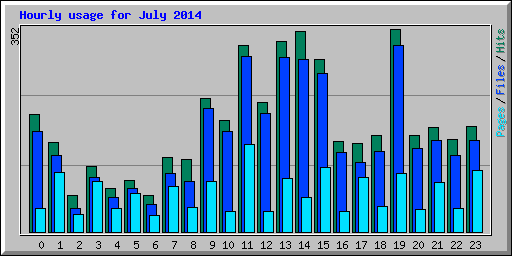 Hourly usage for July 2014
352
Pages/Files/Hits
0 1 2 3 4 5 6 7 8 9 10 11 12 13 14 15 16 17 18 19 20 21 22 23